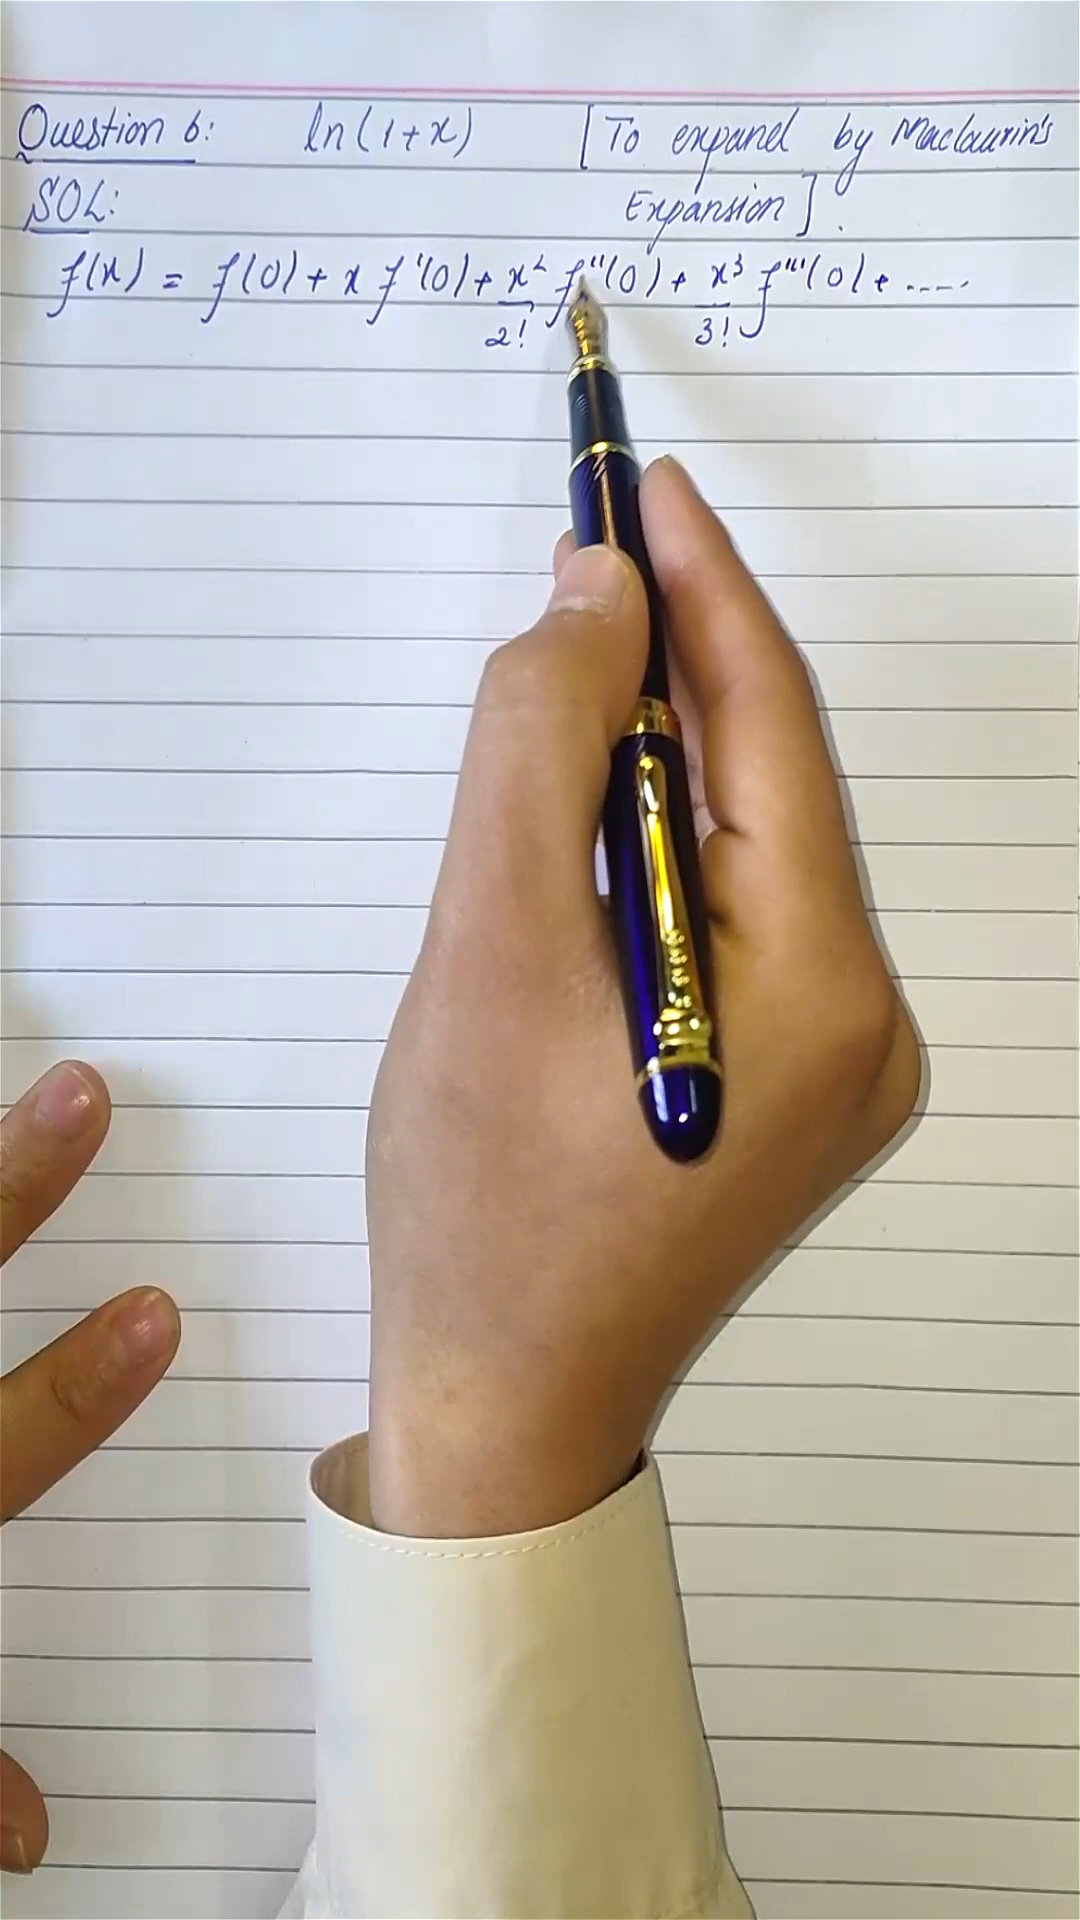 Question 6: ln(1+x) [To expand by Maclaurin's
SOL: Expansion].
f(x) = f(0) + x f'(0) + x²/2! f''(0) + x³/3! f'''(0) + .....